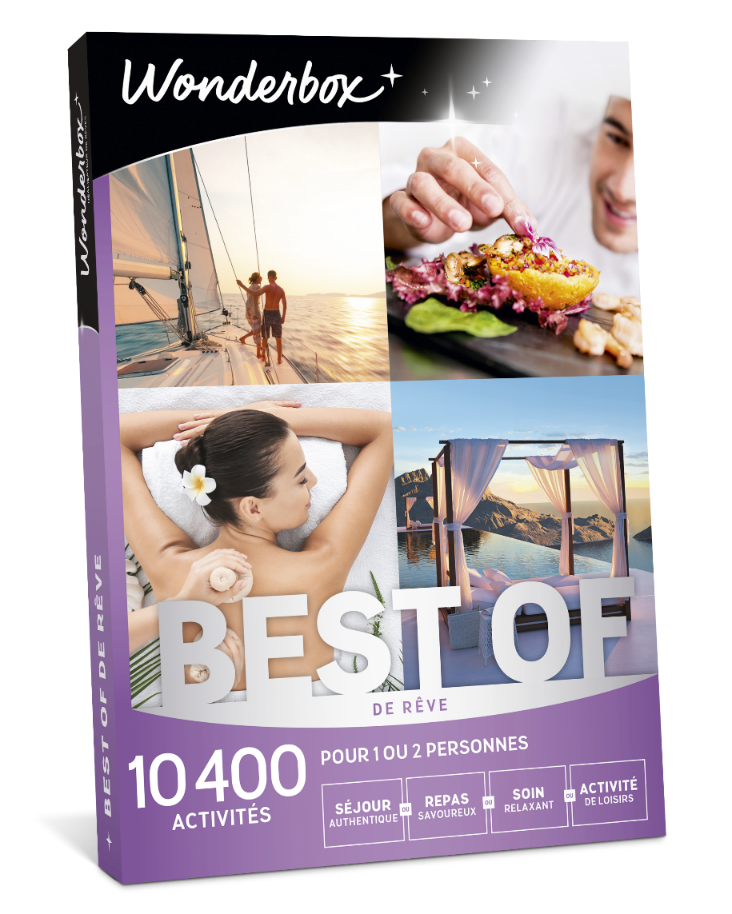 Wonderbox
Wonderbox
BEST OF DE RÊVE
BEST OF
DE RÊVE
10 400
ACTIVITÉS
POUR 1 OU 2 PERSONNES
SÉJOUR
AUTHENTIQUE
OU
REPAS
SAVOUREUX
OU
SOIN
RELAXANT
OU
ACTIVITÉ
DE LOISIRS